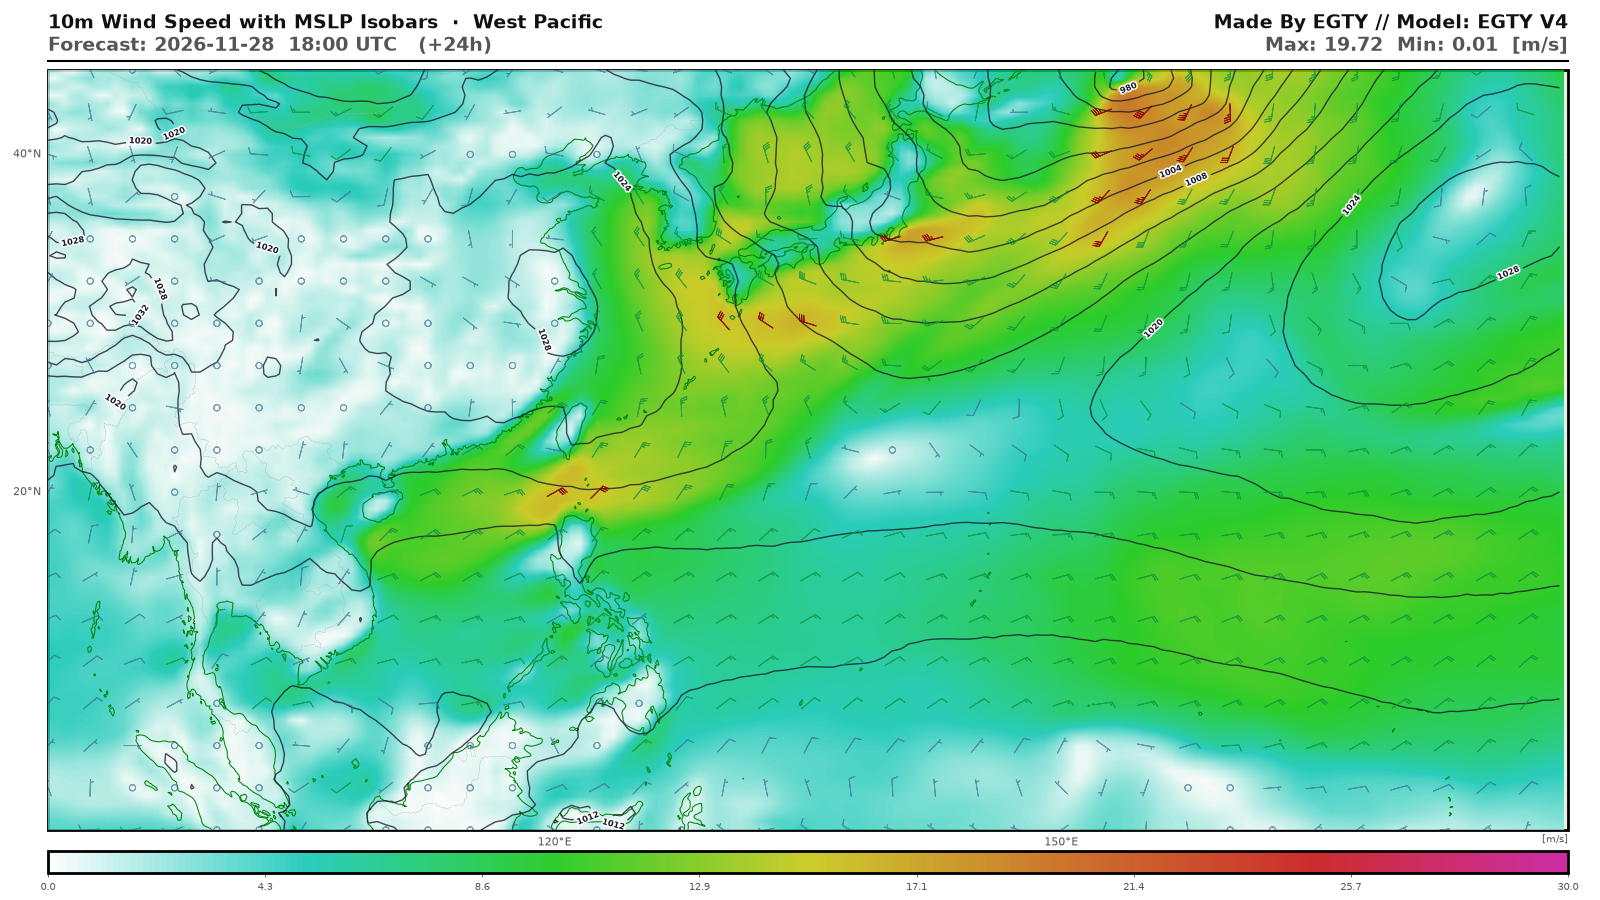 10m Wind Speed with MSLP Isobars · West Pacific
Made By EGTY // Model: EGTY V4
Forecast: 2026-11-28 18:00 UTC (+24h)
Max: 19.72 Min: 0.01 [m/s]
980
1020
1020
40°N
1024
1004
1008
1024
1028
1020
1028
1028
1032
1020
1028
1020
20°N
1012
1012
120°E
150°E
[m/s]
0.0
4.3
8.6
12.9
17.1
21.4
25.7
30.0